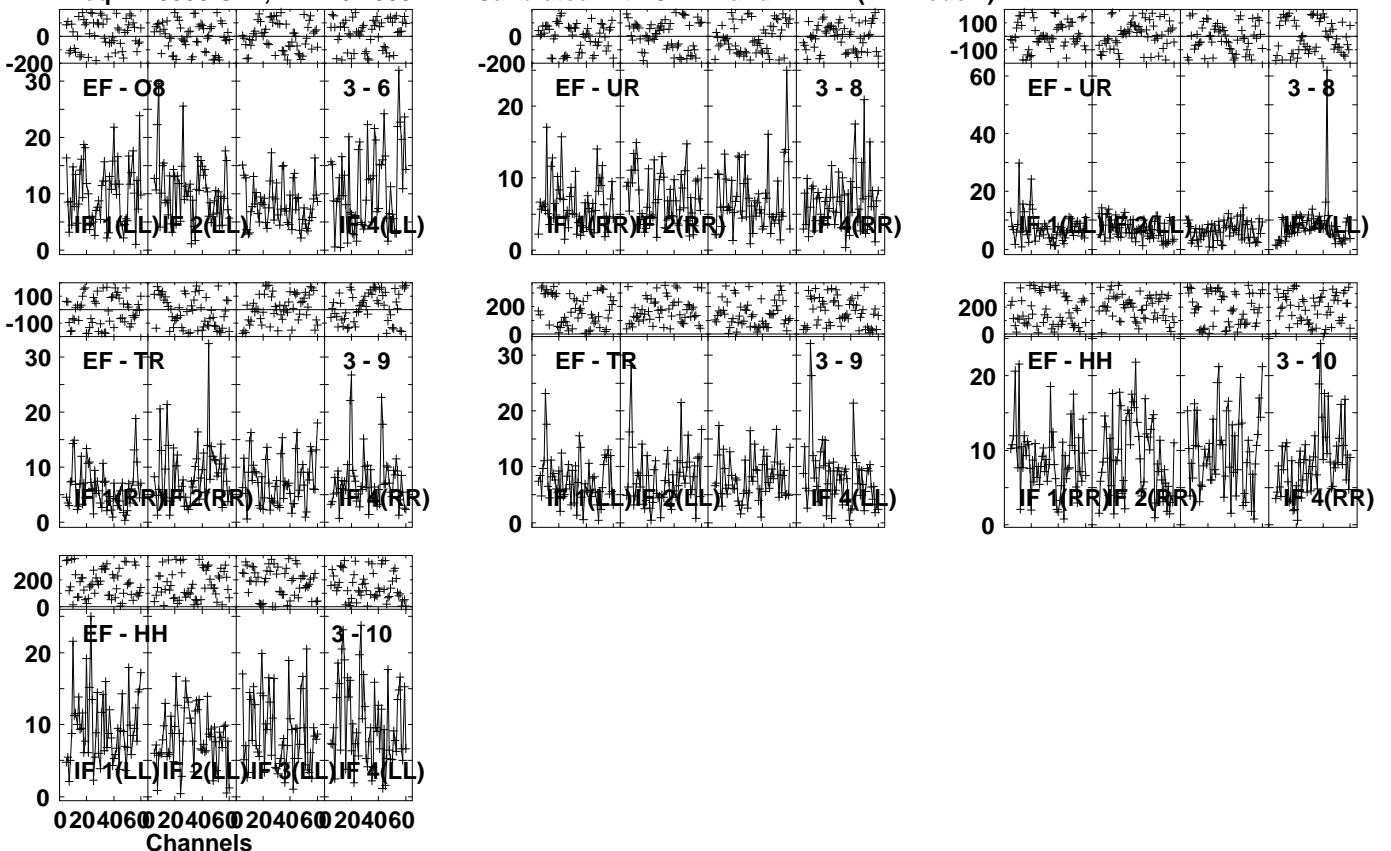 0
-200
0
-200
100
-100
30
20
10
0
EF - O8
3 - 6
IF 1(LL)
IF 2(LL)
IF 4(LL)
20
10
0
EF - UR
3 - 8
IF 1(RR)
IF 2(RR)
IF 4(RR)
60
40
20
0
EF - UR
3 - 8
IF 1(LL)
IF 2(LL)
IF 4(LL)
100
-100
200
0
200
0
30
20
10
0
EF - TR
3 - 9
IF 1(RR)
IF 2(RR)
IF 4(RR)
30
20
10
0
EF - TR
3 - 9
IF 1(LL)
IF 2(LL)
IF 4(LL)
20
10
0
EF - HH
3 - 10
IF 1(RR)
IF 2(RR)
IF 4(RR)
200
0
20
10
0
EF - HH
3 - 10
IF 1(LL)
IF 2(LL)
IF 3(LL)
IF 4(LL)
0 20 40 60 0 20 40 60 0 20 40 60 0 20 40 60
Channels